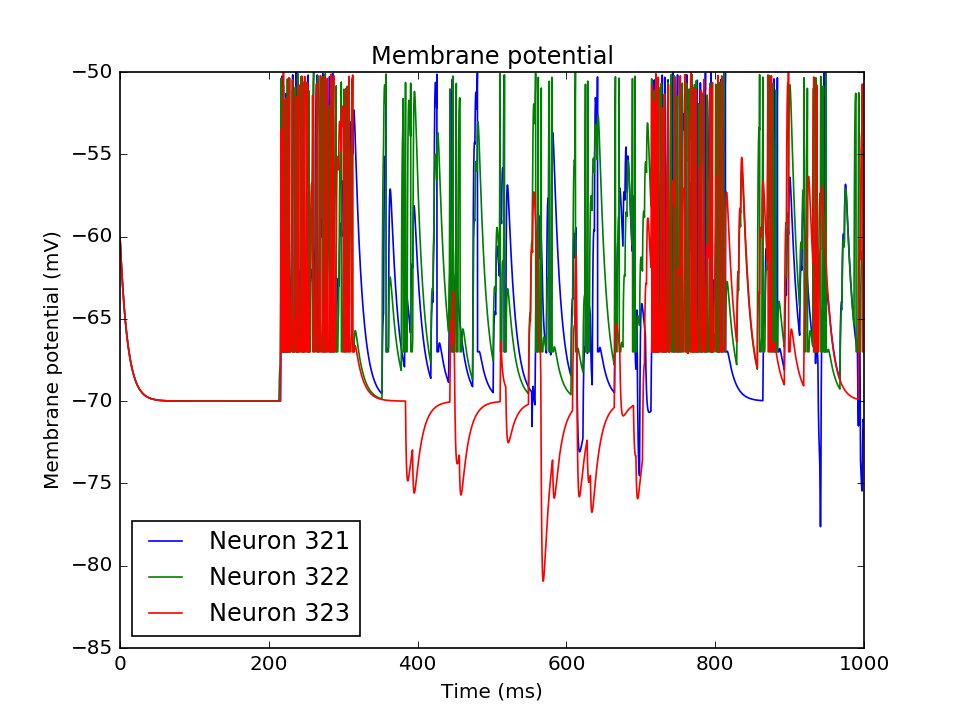 Membrane potential
−50
−55
−60
−65
−70
−75
−80
−85
Membrane potential (mV)
Neuron 321
Neuron 322
Neuron 323
0
200
400
600
800
1000
Time (ms)